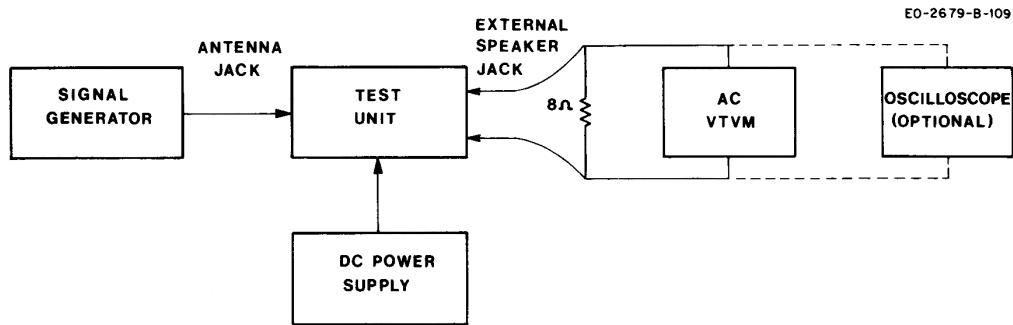 EO-2679-B-109
ANTENNA
JACK
EXTERNAL
SPEAKER
JACK
SIGNAL
GENERATOR
TEST
UNIT
8Ω
AC
VTVM
OSCILLOSCOPE
(OPTIONAL)
DC POWER
SUPPLY